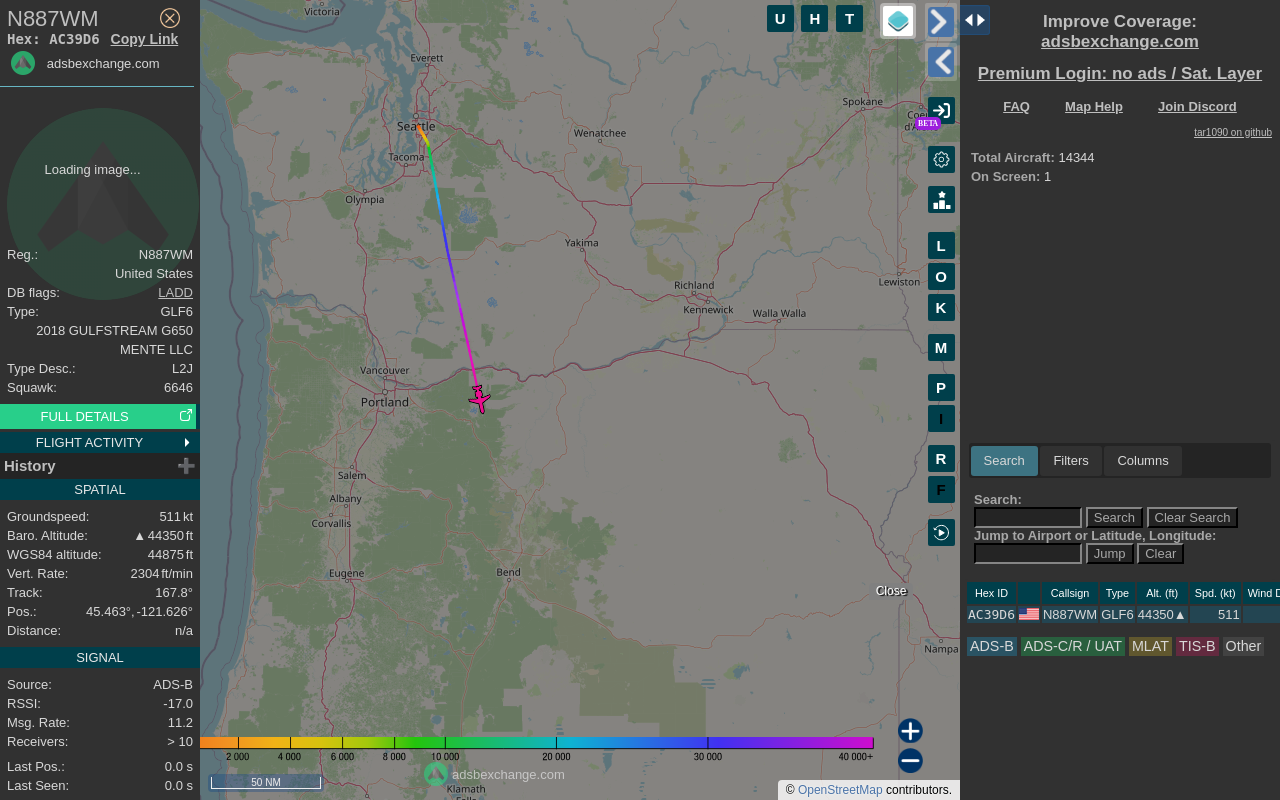 N887WM
Hex: AC39D6 Copy Link
adsbexchange.com
Loading image...
Reg.: N887WM
United States
DB flags: LADD
Type: GLF6
2018 GULFSTREAM G650
MENTE LLC
Type Desc.: L2J
Squawk: 6646
FULL DETAILS
FLIGHT ACTIVITY
History
SPATIAL
Groundspeed: 511 kt
Baro. Altitude: ▲ 44350 ft
WGS84 altitude: 44875 ft
Vert. Rate: 2304 ft/min
Track: 167.8°
Pos.: 45.463°, -121.626°
Distance: n/a
SIGNAL
Source: ADS-B
RSSI: -17.0
Msg. Rate: 11.2
Receivers: > 10
Last Pos.: 0.0 s
Last Seen: 0.0 s
Victoria
Everett
Seattle
Tacoma
Olympia
Wenatchee
Spokane
Yakima
Richland
Kennewick
Walla Walla
Lewiston
Vancouver
Portland
Salem
Albany
Corvallis
Eugene
Bend
Nampa
Klamath
Close
U H T
BETA
L
O
K
M
P
I
R
F
2 000 4 000 6 000 8 000 10 000 20 000 30 000 40 000+
50 NM
adsbexchange.com
© OpenStreetMap contributors.
Improve Coverage:
adsbexchange.com
Premium Login: no ads / Sat. Layer
FAQ Map Help Join Discord
tar1090 on github
Total Aircraft: 14344
On Screen: 1
Search Filters Columns
Search:
Search Clear Search
Jump to Airport or Latitude, Longitude:
Jump Clear
Hex ID Callsign Type Alt. (ft) Spd. (kt) Wind D
AC39D6 N887WM GLF6 44350▲ 511
ADS-B ADS-C/R / UAT MLAT TIS-B Other